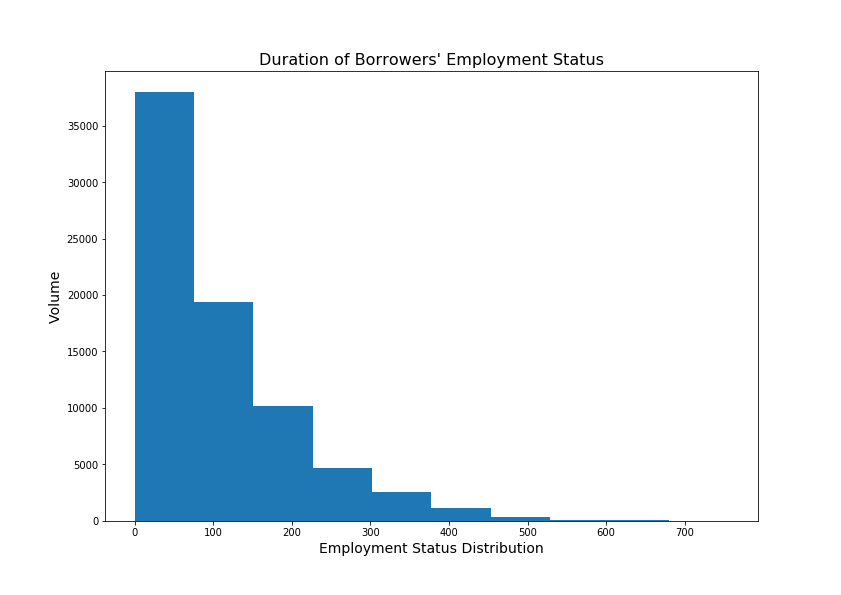 Duration of Borrowers' Employment Status
Volume
35000
30000
25000
20000
15000
10000
5000
0
0 100 200 300 400 500 600 700
Employment Status Distribution